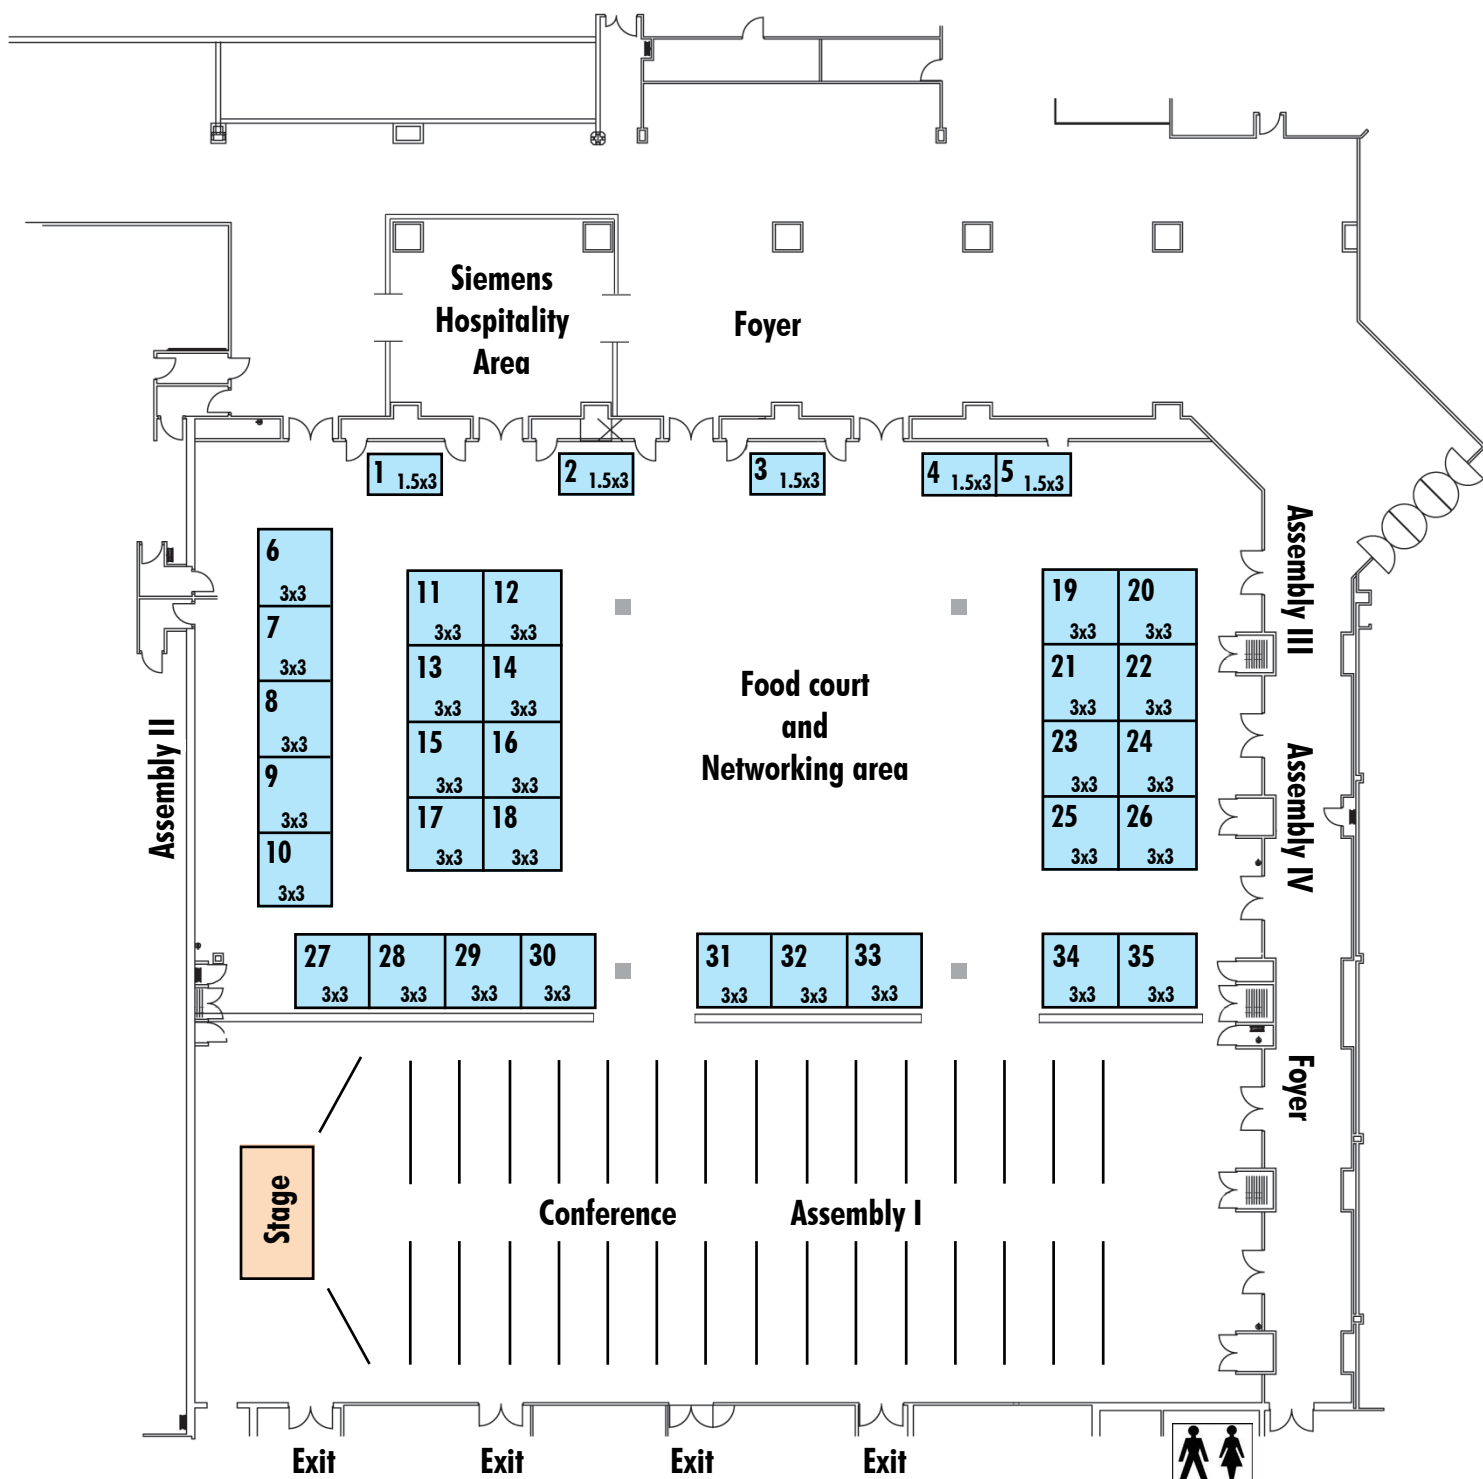 Siemens
Hospitality
Area
Foyer
1 1.5x3
2 1.5x3
3 1.5x3
4 1.5x3
5 1.5x3
6
3x3
7
3x3
8
3x3
9
3x3
10
3x3
11
3x3
12
3x3
13
3x3
14
3x3
15
3x3
16
3x3
17
3x3
18
3x3
Food court
and
Networking area
19
3x3
20
3x3
21
3x3
22
3x3
23
3x3
24
3x3
25
3x3
26
3x3
Assembly II
Assembly III
Assembly IV
Foyer
27
3x3
28
3x3
29
3x3
30
3x3
31
3x3
32
3x3
33
3x3
34
3x3
35
3x3
Stage
Conference
Assembly I
Exit
Exit
Exit
Exit